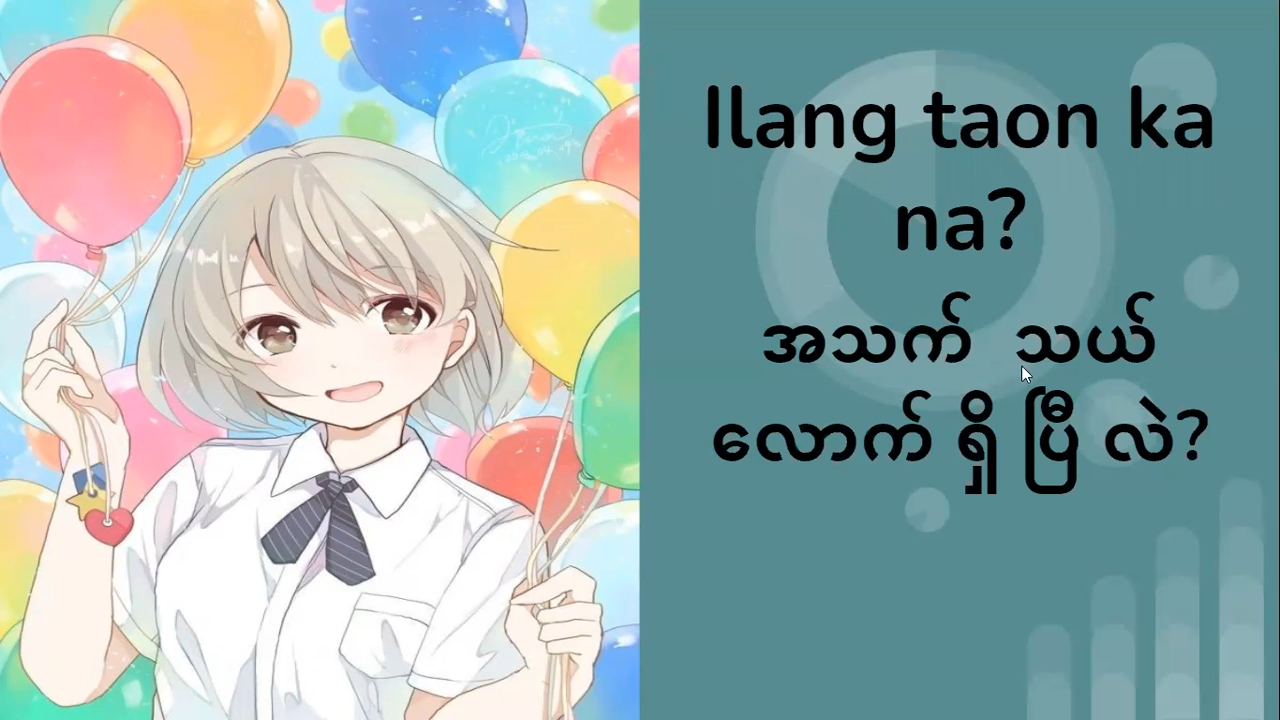 Ilang taon ka
na?
အသက် သယ်
လောက် ရှိ ပြီ လဲ?